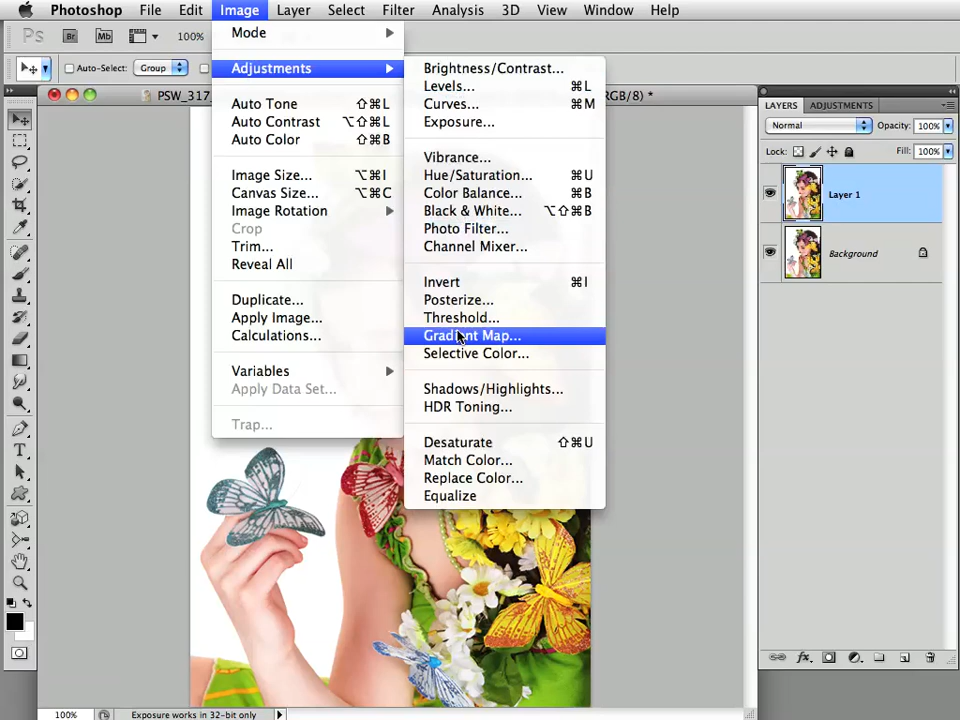 Photoshop File Edit Image Layer Select Filter Analysis 3D View Window Help
Ps Br Mb 100%
Auto-Select: Group
PSW_317 RGB/8) *
Mode
Adjustments
Auto Tone ⇧⌘L
Auto Contrast ⌥⇧⌘L
Auto Color ⇧⌘B
Image Size... ⌥⌘I
Canvas Size... ⌥⌘C
Image Rotation
Crop
Trim...
Reveal All
Duplicate...
Apply Image...
Calculations...
Variables
Apply Data Set...
Trap...
Brightness/Contrast...
Levels... ⌘L
Curves... ⌘M
Exposure...
Vibrance...
Hue/Saturation... ⌘U
Color Balance... ⌘B
Black & White... ⌥⇧⌘B
Photo Filter...
Channel Mixer...
Invert ⌘I
Posterize...
Threshold...
Gradient Map...
Selective Color...
Shadows/Highlights...
HDR Toning...
Desaturate ⇧⌘U
Match Color...
Replace Color...
Equalize
LAYERS ADJUSTMENTS
Normal Opacity: 100%
Lock: Fill: 100%
Layer 1
Background
fx
T
100% Exposure works in 32-bit only